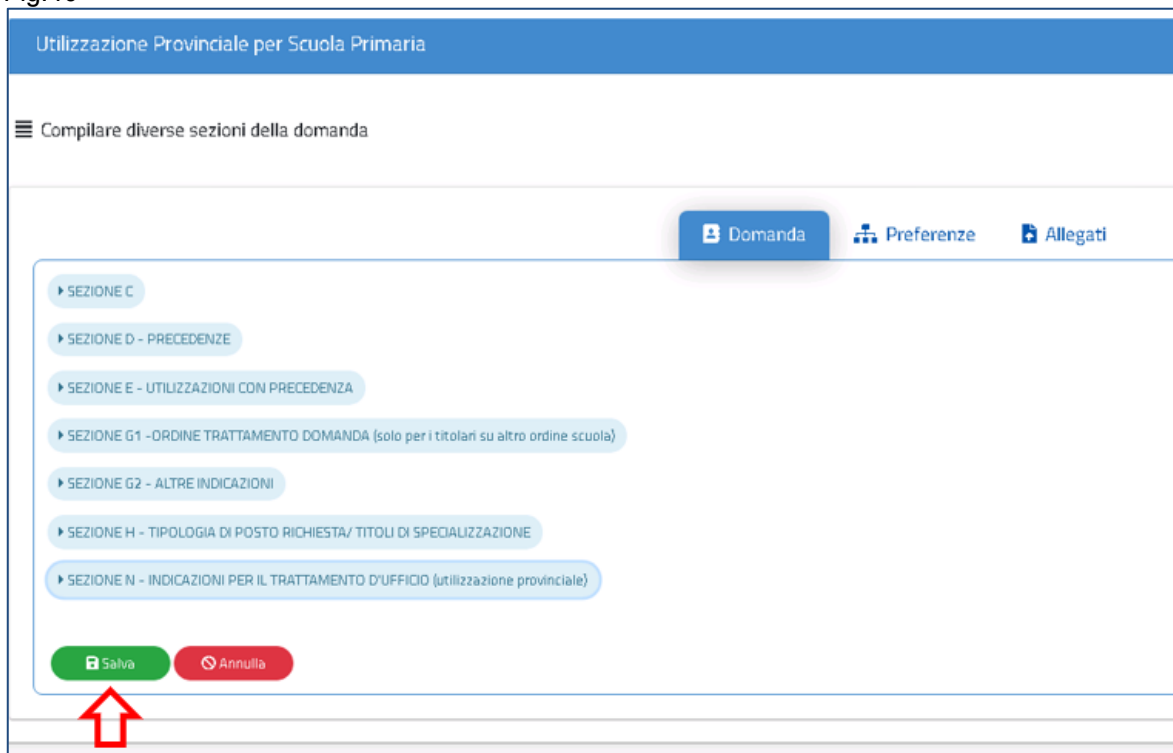 Utilizzazione Provinciale per Scuola Primaria
Compilare diverse sezioni della domanda
Domanda Preferenze Allegati
SEZIONE C
SEZIONE D - PRECEDENZE
SEZIONE E - UTILIZZAZIONI CON PRECEDENZA
SEZIONE G1 -ORDINE TRATTAMENTO DOMANDA (solo per i titolari su altro ordine scuola)
SEZIONE G2 - ALTRE INDICAZIONI
SEZIONE H - TIPOLOGIA DI POSTO RICHIESTA/ TITOLI DI SPECIALIZZAZIONE
SEZIONE N - INDICAZIONI PER IL TRATTAMENTO D'UFFICIO (utilizzazione provinciale)
Salva Annulla